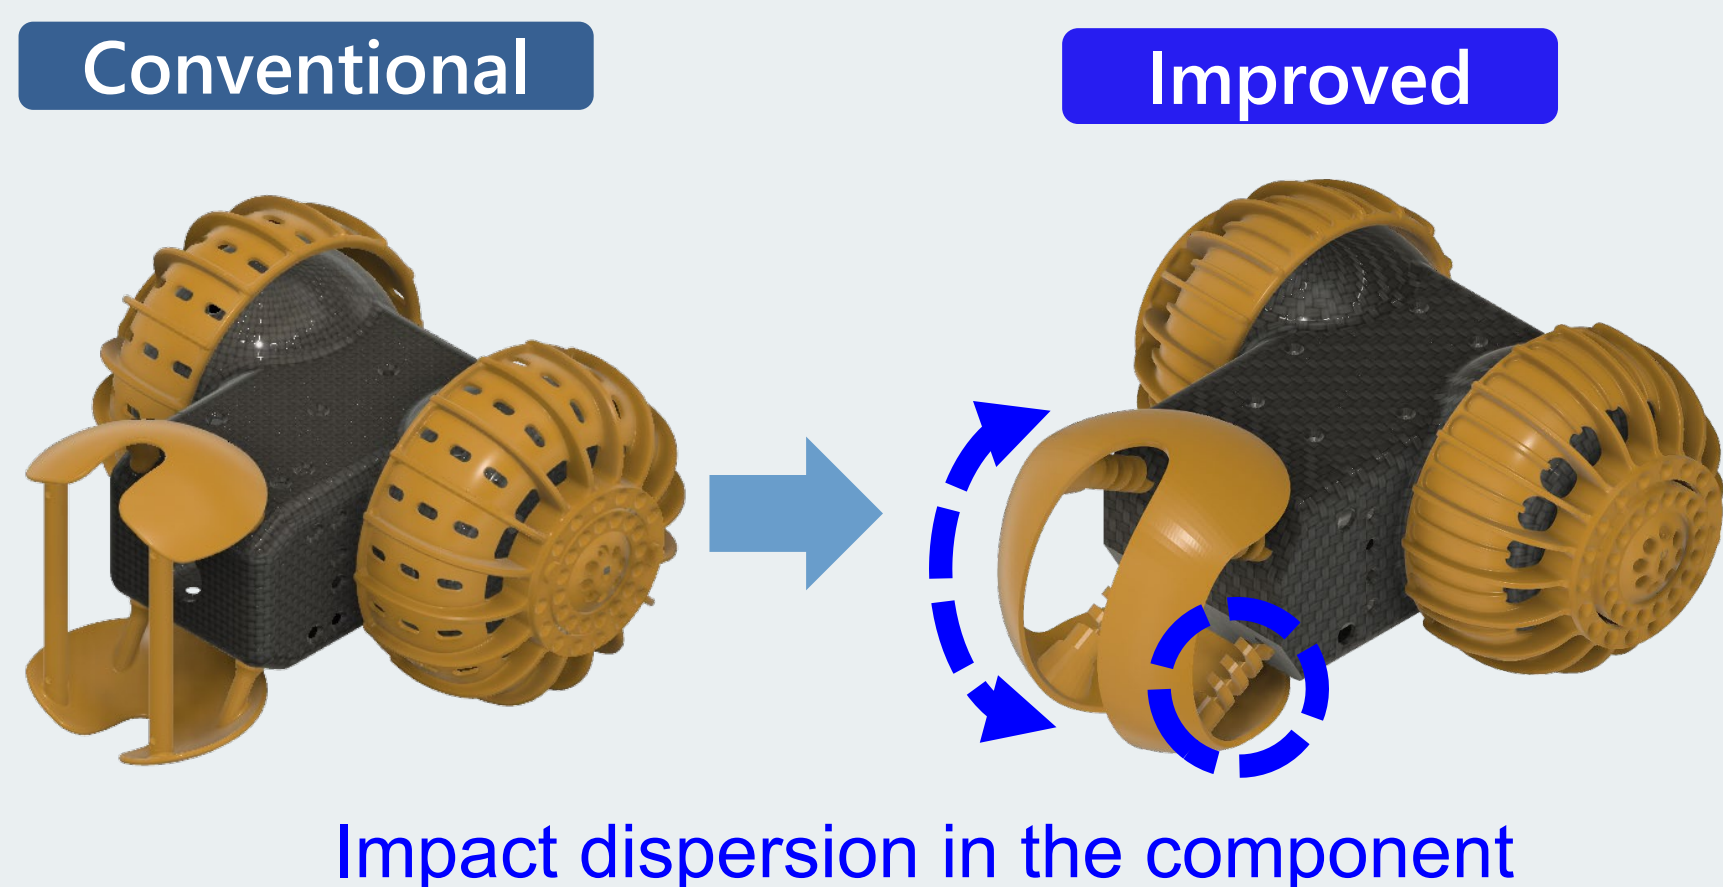 Conventional
Improved
Impact dispersion in the component